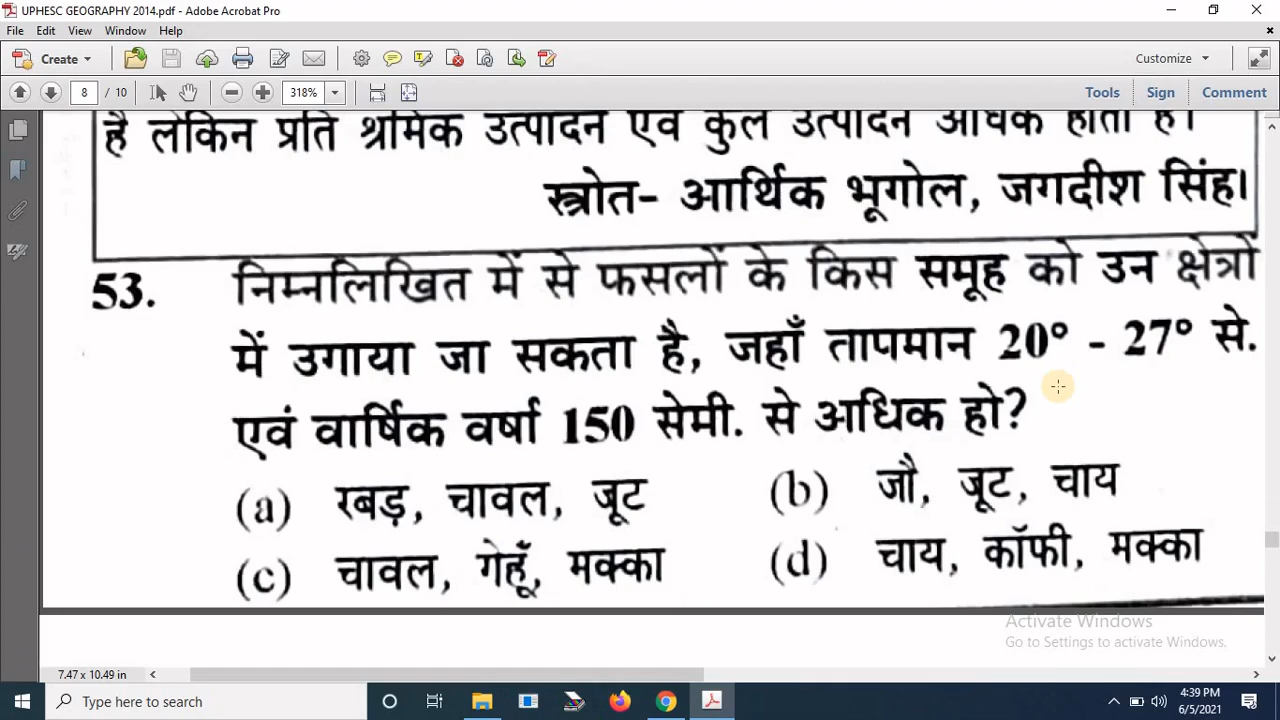 UPHESC GEOGRAPHY 2014.pdf - Adobe Acrobat Pro
File Edit View Window Help
Create Customize
8 / 10 318% Tools Sign Comment
है लेकिन प्रति श्रमिक उत्पादन एवं कुल उत्पादन अधिक होता है।
स्त्रोत- आर्थिक भूगोल, जगदीश सिंह।
53. निम्नलिखित में से फसलों के किस समूह को उन क्षेत्रों
में उगाया जा सकता है, जहाँ तापमान 20° - 27° से.
एवं वार्षिक वर्षा 150 सेमी. से अधिक हो?
(a) रबड़, चावल, जूट (b) जौ, जूट, चाय
(c) चावल, गेहूँ, मक्का (d) चाय, कॉफी, मक्का
Activate Windows
Go to Settings to activate Windows.
7.47 x 10.49 in
Type here to search
4:39 PM
6/5/2021